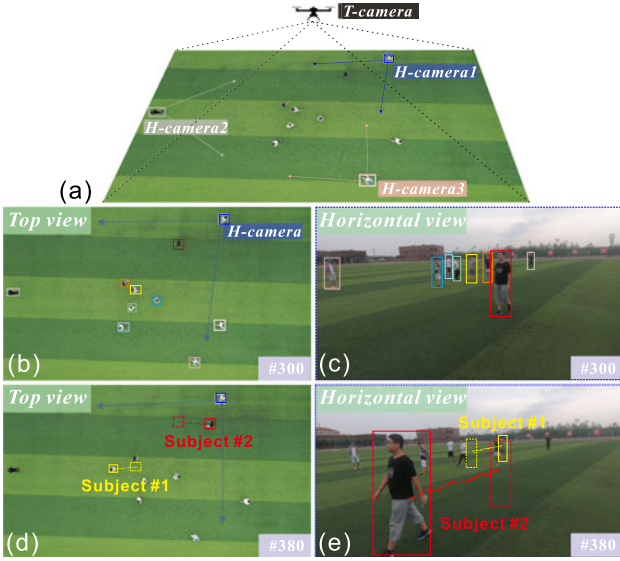 T-camera
H-camera1
H-camera2
H-camera3
(a)
Top view
H-camera
(b)
#300
Horizontal view
(c)
#300
Top view
Subject #2
Subject #1
(d)
#380
Horizontal view
Subject #1
Subject #2
(e)
#380